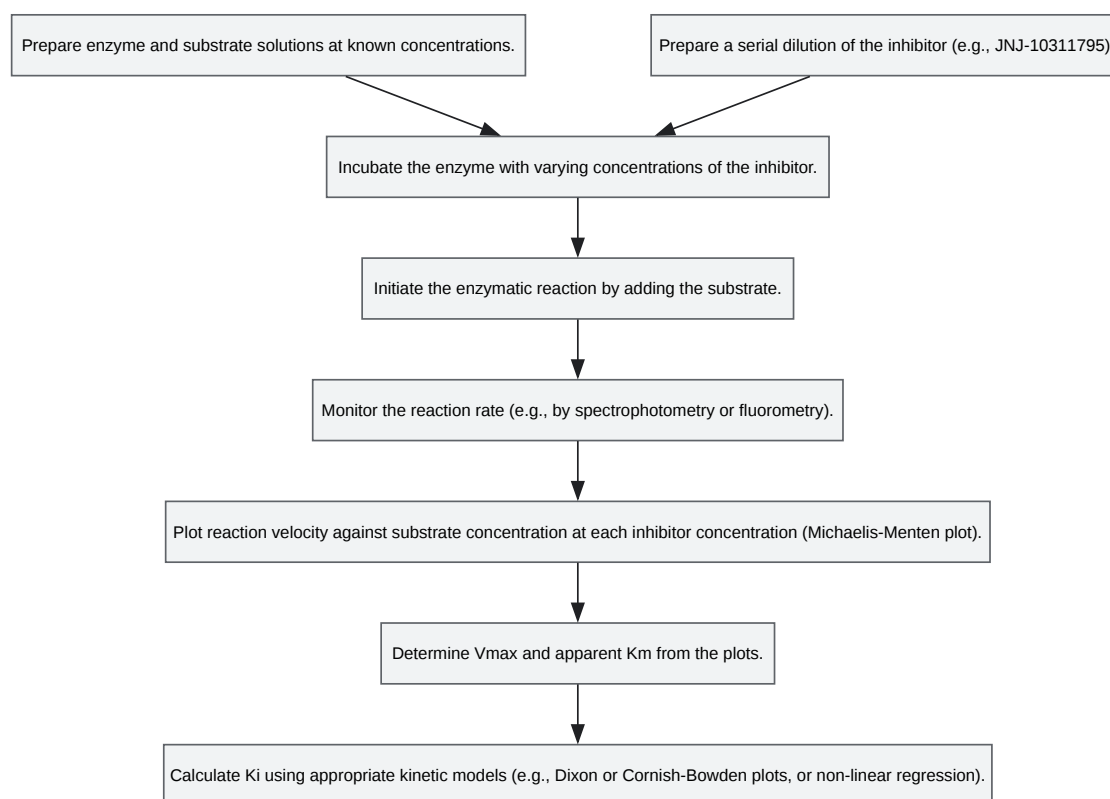 Prepare enzyme and substrate solutions at known concentrations.
Prepare a serial dilution of the inhibitor (e.g., JNJ-10311795)
Incubate the enzyme with varying concentrations of the inhibitor.
Initiate the enzymatic reaction by adding the substrate.
Monitor the reaction rate (e.g., by spectrophotometry or fluorometry).
Plot reaction velocity against substrate concentration at each inhibitor concentration (Michaelis-Menten plot).
Determine Vmax and apparent Km from the plots.
Calculate Ki using appropriate kinetic models (e.g., Dixon or Cornish-Bowden plots, or non-linear regression).